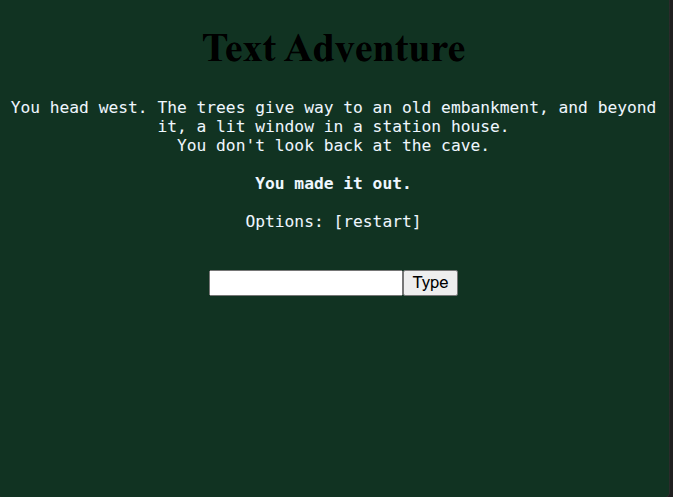 Text Adventure
You head west. The trees give way to an old embankment, and beyond
it, a lit window in a station house.
You don't look back at the cave.
You made it out.
Options: [restart]
Type